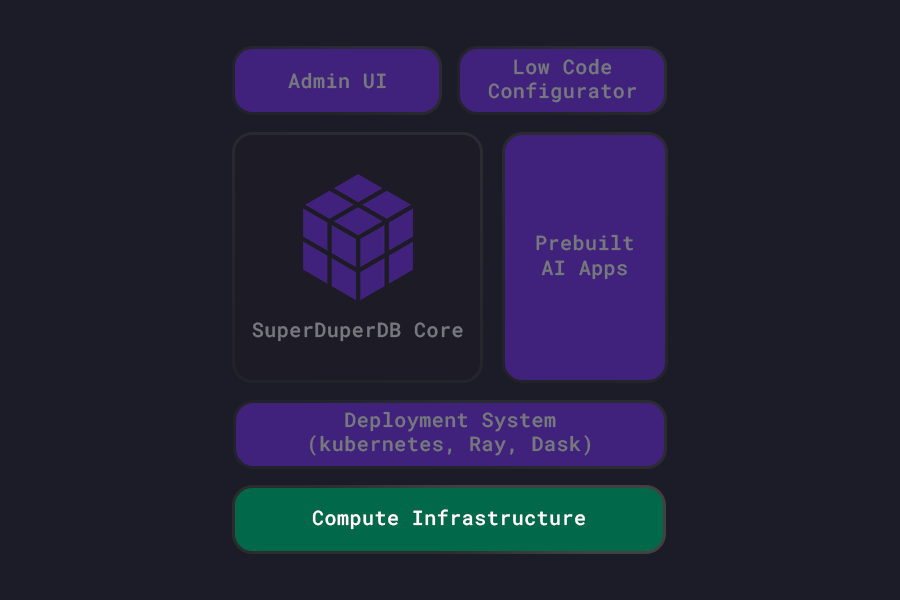 Admin UI
Low Code
Configurator
Prebuilt
AI Apps
SuperDuperDB Core
Deployment System
(kubernetes, Ray, Dask)
Compute Infrastructure